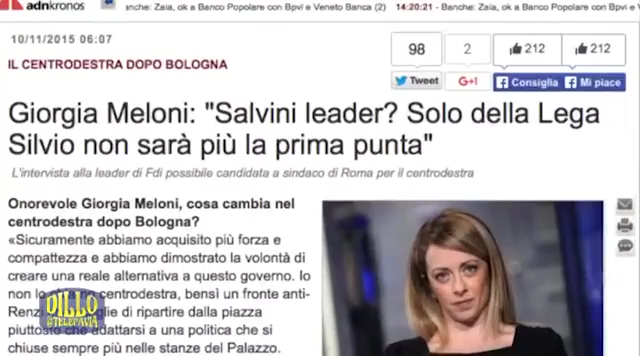 adnkronos
anche: Zaia, ok a Banco Popolare con Bpvi e Veneto Banca (2) 14:20:21 - Banche: Zaia, ok a Banco Popolare con Bpvi e V
10/11/2015 06:07
98 2 212 212
Tweet +1 Consiglia Mi piace
IL CENTRODESTRA DOPO BOLOGNA
Giorgia Meloni: "Salvini leader? Solo della Lega
Silvio non sarà più la prima punta"
L'intervista alla leader di Fdi possibile candidata a sindaco di Roma per il centrodestra
Onorevole Giorgia Meloni, cosa cambia nel
centrodestra dopo Bologna?
«Sicuramente abbiamo acquisito più forza e
compattezza e abbiamo dimostrato la volontà di
creare una reale alternativa a questo governo. Io
non lo centrodestra, bensì un fronte anti-
Renzi di ripartire dalla piazza
piuttosto che adattarsi a una politica che si
chiuse sempre più nelle stanze del Palazzo.
DILLO
@TELEPAVIA